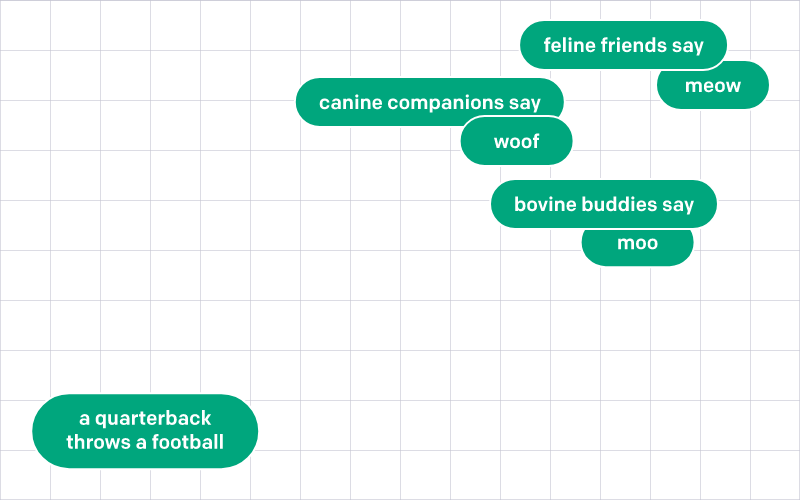 feline friends say
meow
canine companions say
woof
bovine buddies say
moo
a quarterback
throws a football